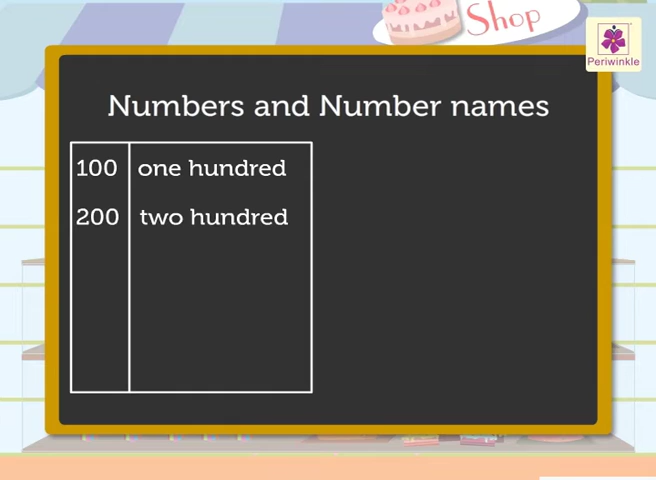 Shop
Periwinkle
Numbers and Number names
100 one hundred
200 two hundred